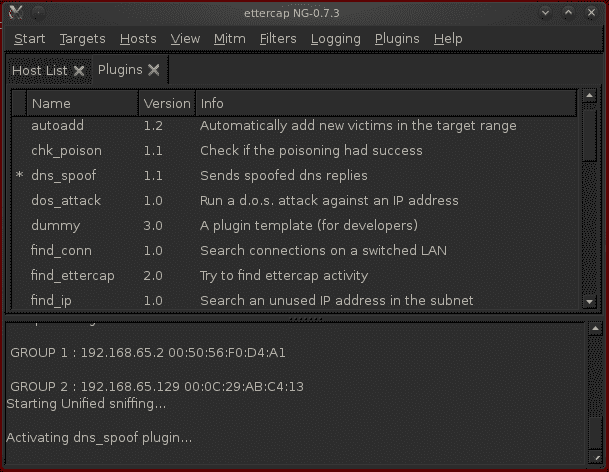 ettercap NG-0.7.3
Start Targets Hosts View Mitm Filters Logging Plugins Help
Host List Plugins
Name Version Info
autoadd 1.2 Automatically add new victims in the target range
chk_poison 1.1 Check if the poisoning had success
* dns_spoof 1.1 Sends spoofed dns replies
dos_attack 1.0 Run a d.o.s. attack against an IP address
dummy 3.0 A plugin template (for developers)
find_conn 1.0 Search connections on a switched LAN
find_ettercap 2.0 Try to find ettercap activity
find_ip 1.0 Search an unused IP address in the subnet
GROUP 1 : 192.168.65.2 00:50:56:F0:D4:A1
GROUP 2 : 192.168.65.129 00:0C:29:AB:C4:13
Starting Unified sniffing...
Activating dns_spoof plugin...